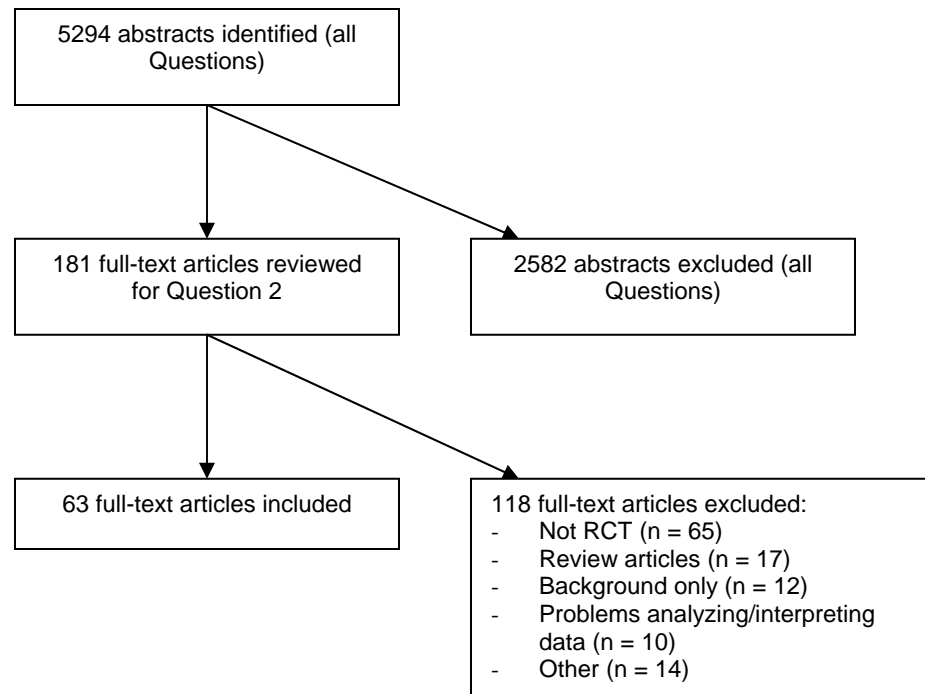 5294 abstracts identified (all
Questions)
181 full-text articles reviewed
for Question 2
2582 abstracts excluded (all
Questions)
63 full-text articles included
118 full-text articles excluded:
- Not RCT (n = 65)
- Review articles (n = 17)
- Background only (n = 12)
- Problems analyzing/interpreting
data (n = 10)
- Other (n = 14)